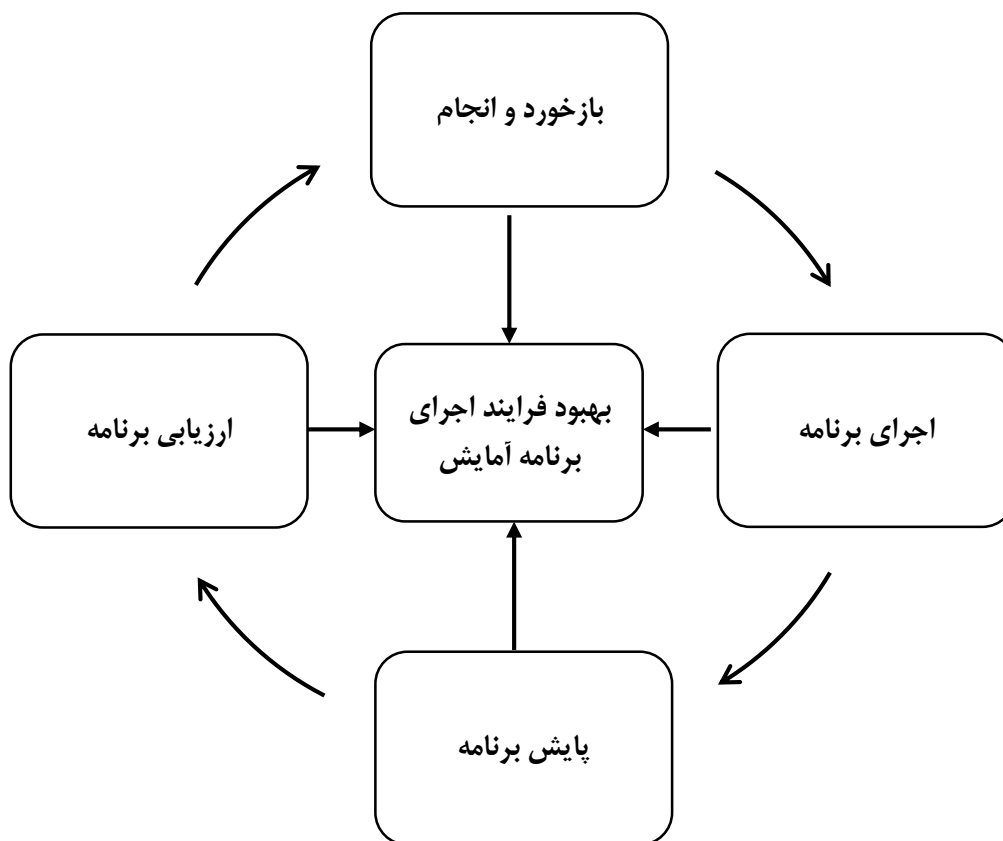 بازخورد و انجام
اجرای برنامه
بهبود فرایند اجرای
برنامه آمایش
ارزیابی برنامه
پایش برنامه